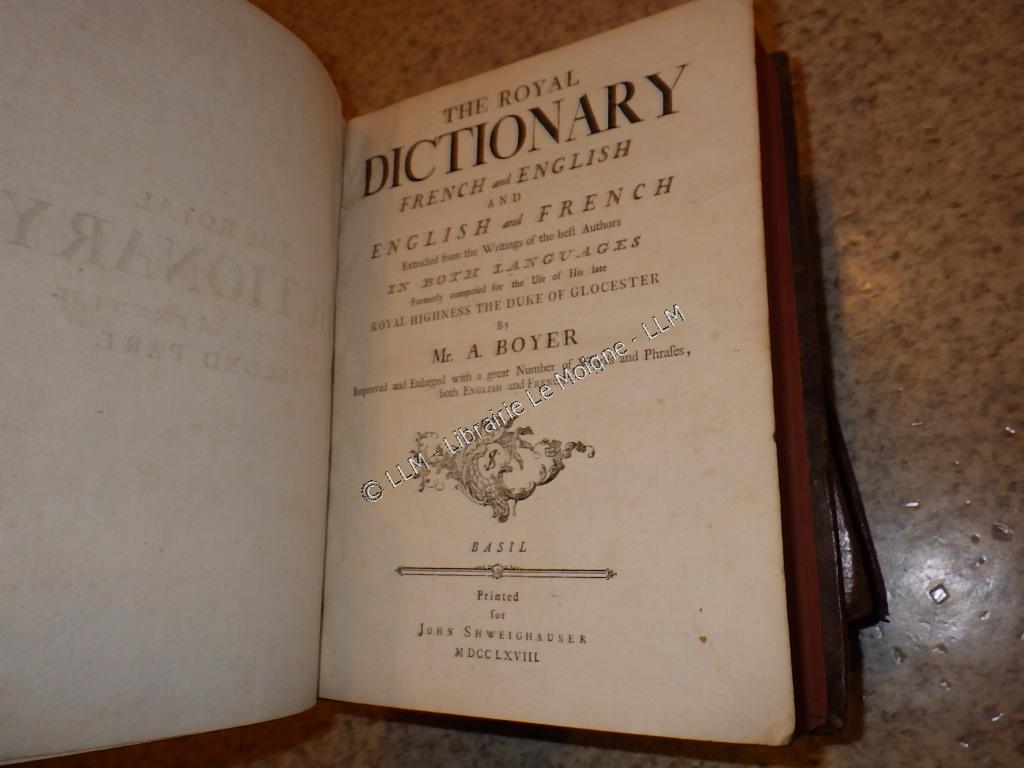 THE ROYAL
DICTIONARY
FRENCH and ENGLISH
AND
ENGLISH and FRENCH
Extracted from the Writings of the beſt Authors
IN BOTH LANGUAGES
Formerly compoſed for the Uſe of His late
ROYAL HIGHNESS THE DUKE OF GLOCESTER
By
Mr. A. BOYER
Improved and Enlarged with a great Number of and Phraſes,
both ENGLISH and
© LLM - Librairie Le Moigne - LLM
BASIL
Printed
for
JOHN SHWEIGHAUSER
MDCCLXVIII